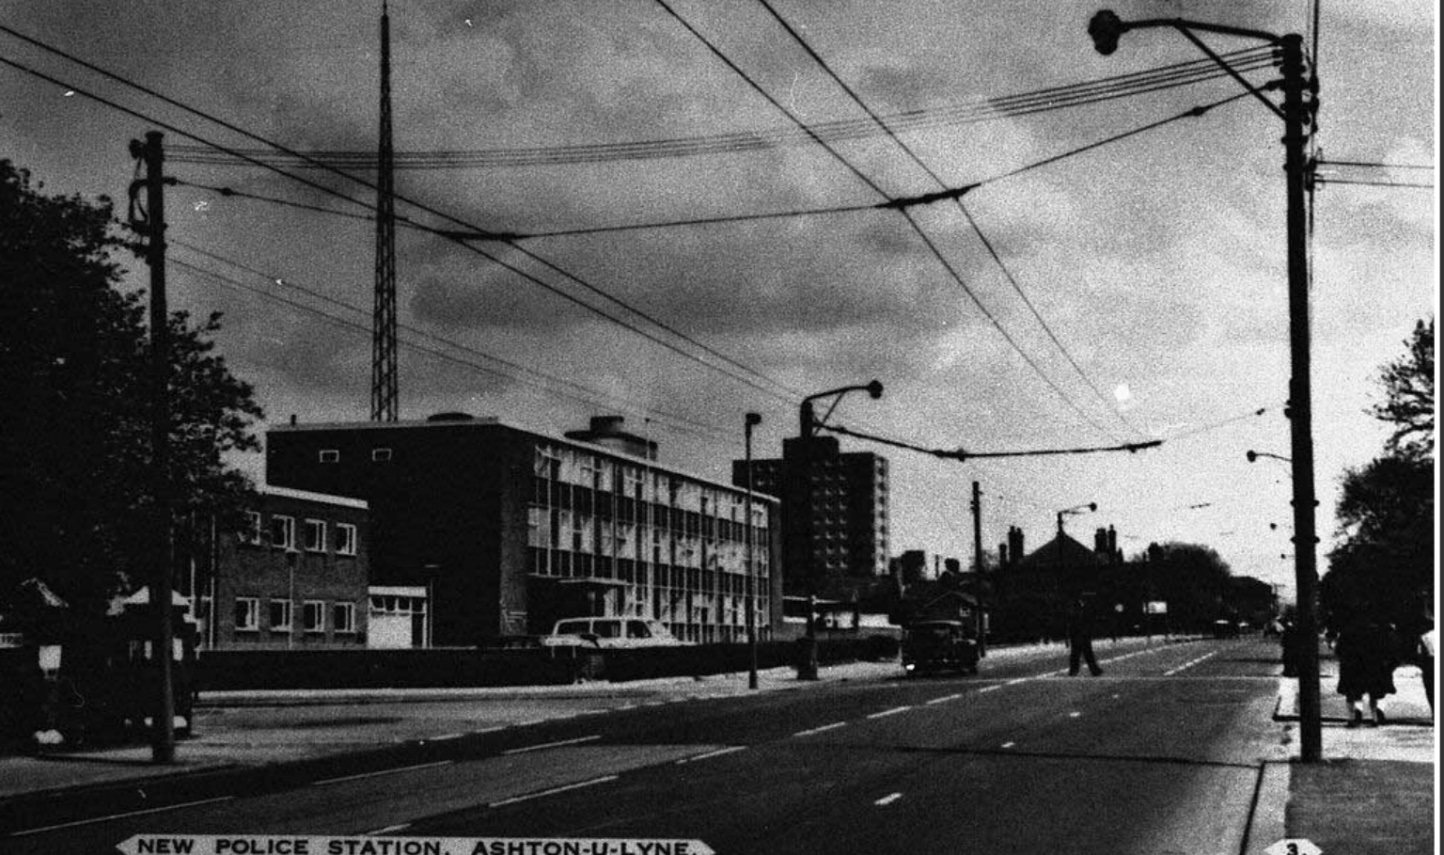 NEW POLICE STATION, ASHTON-U-LYNE.
3.